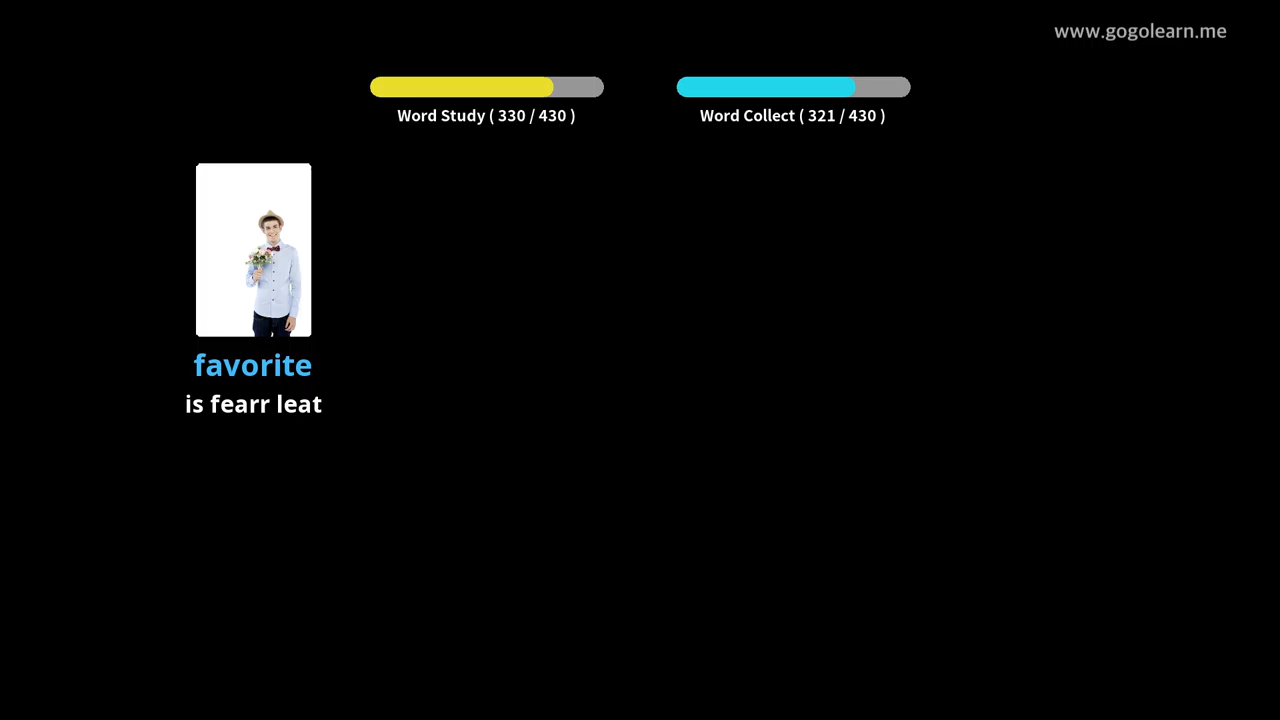 www.gogolearn.me
Word Study ( 330 / 430 )
Word Collect ( 321 / 430 )
favorite
is fearr leat